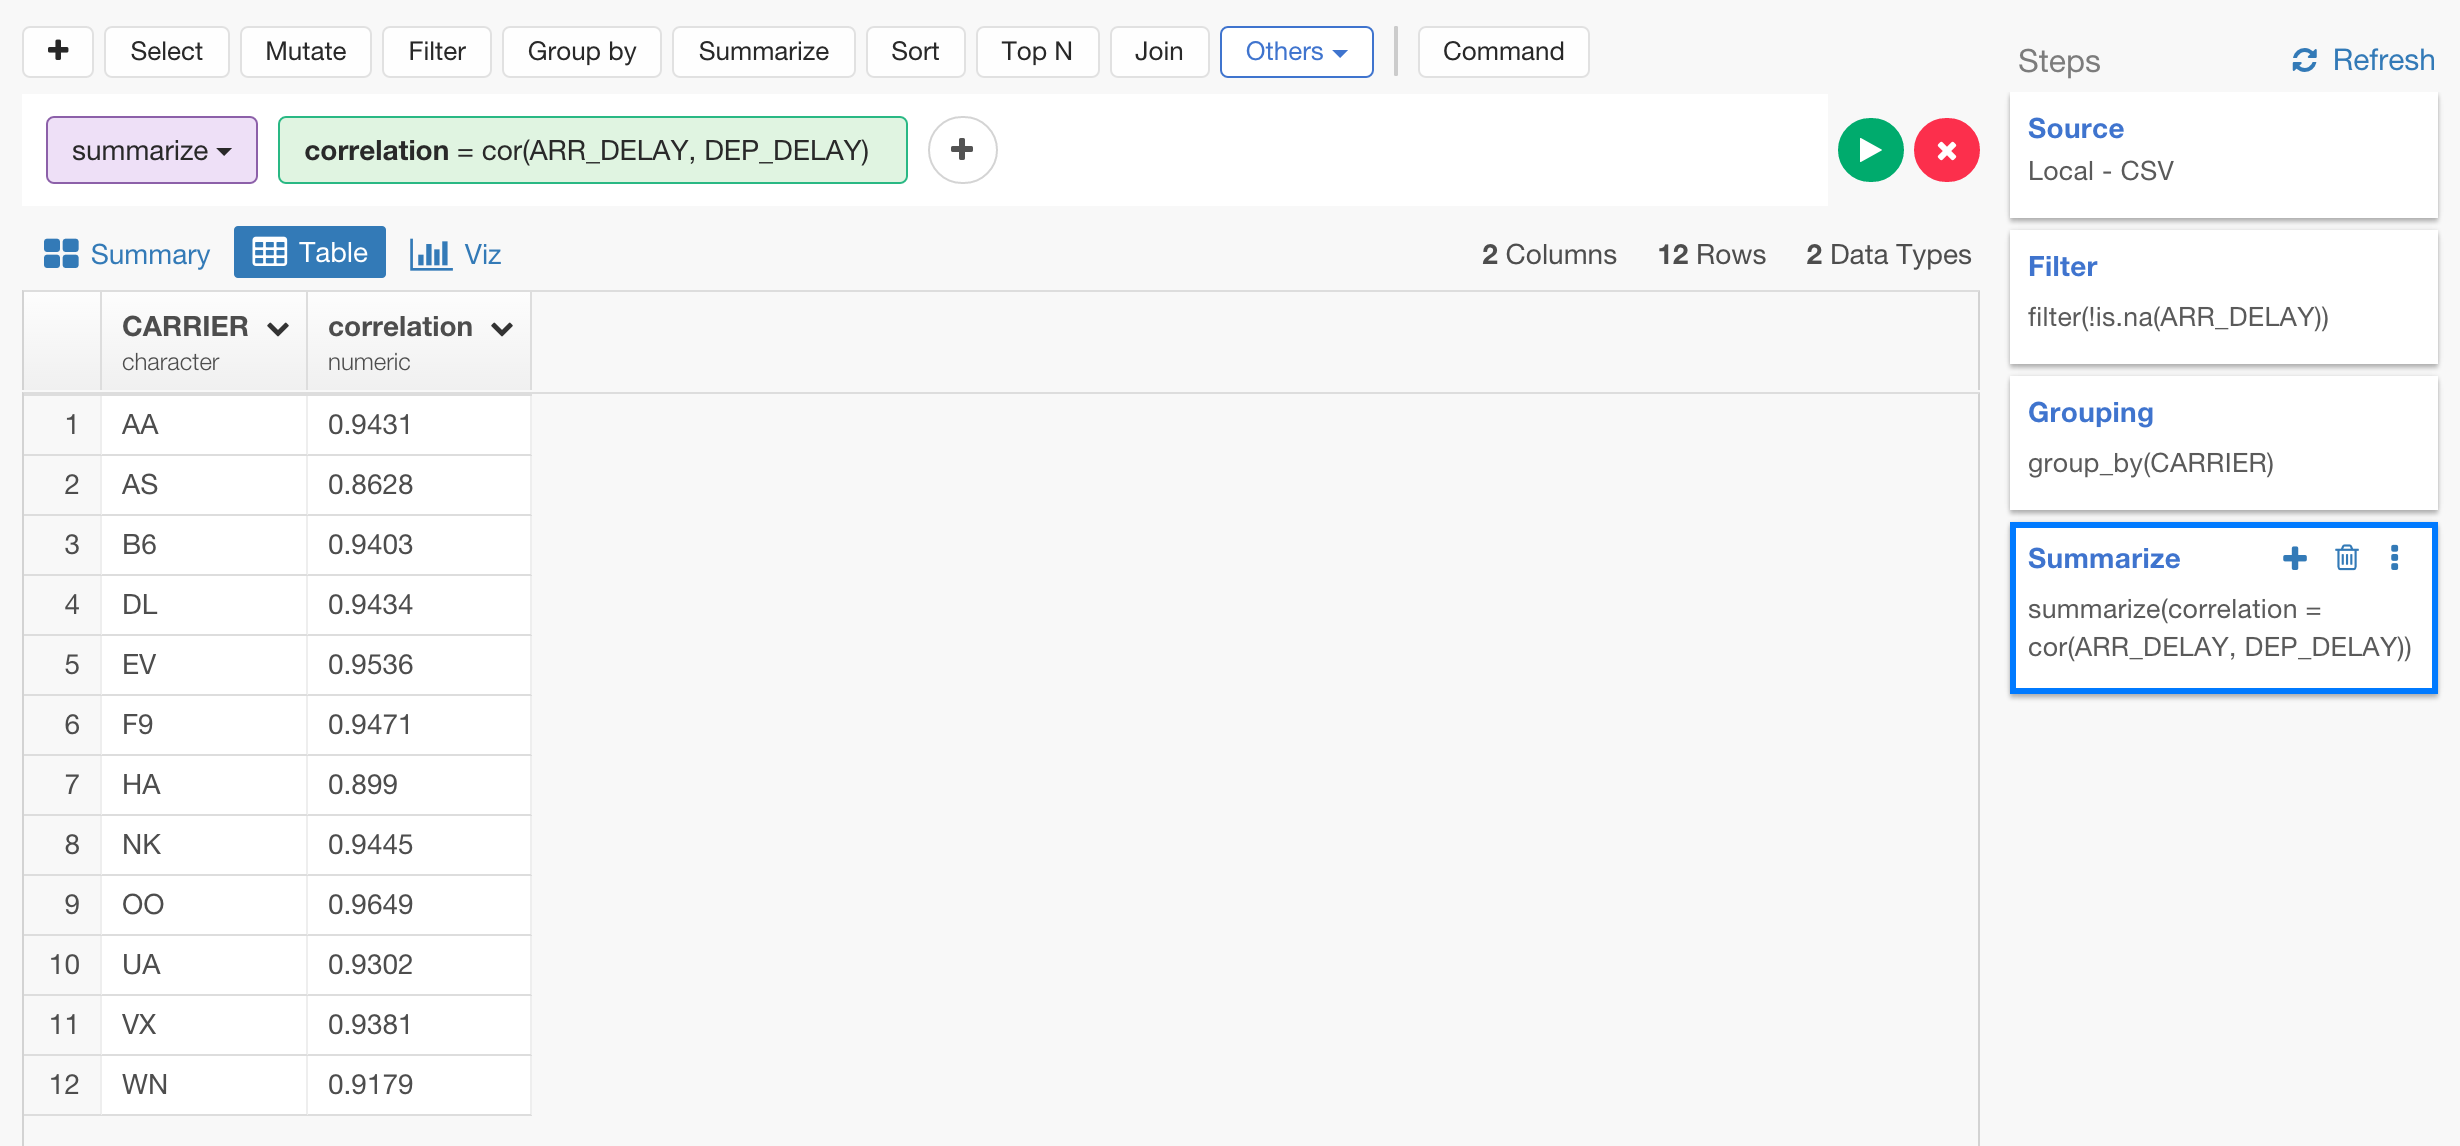 Select Mutate Filter Group by Summarize Sort Top N Join Others Command
summarize correlation = cor(ARR_DELAY, DEP_DELAY)
Summary Table Viz 2 Columns 12 Rows 2 Data Types
CARRIER correlation
character numeric
1 AA 0.9431
2 AS 0.8628
3 B6 0.9403
4 DL 0.9434
5 EV 0.9536
6 F9 0.9471
7 HA 0.899
8 NK 0.9445
9 OO 0.9649
10 UA 0.9302
11 VX 0.9381
12 WN 0.9179
Steps Refresh
Source
Local - CSV
Filter
filter(!is.na(ARR_DELAY))
Grouping
group_by(CARRIER)
Summarize
summarize(correlation =
cor(ARR_DELAY, DEP_DELAY))